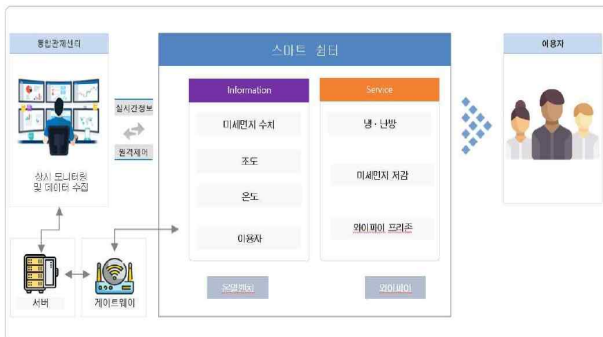 통합관제센터
상시 모니터링
및 데이터 수집
서버
게이트웨이
실시간정보
원격제어
스마트 쉼터
Information
미세먼지 수치
조도
온도
이용자
Service
냉·난방
미세먼지 저감
와이파이 프리존
온열벤치
와이파이
이용자